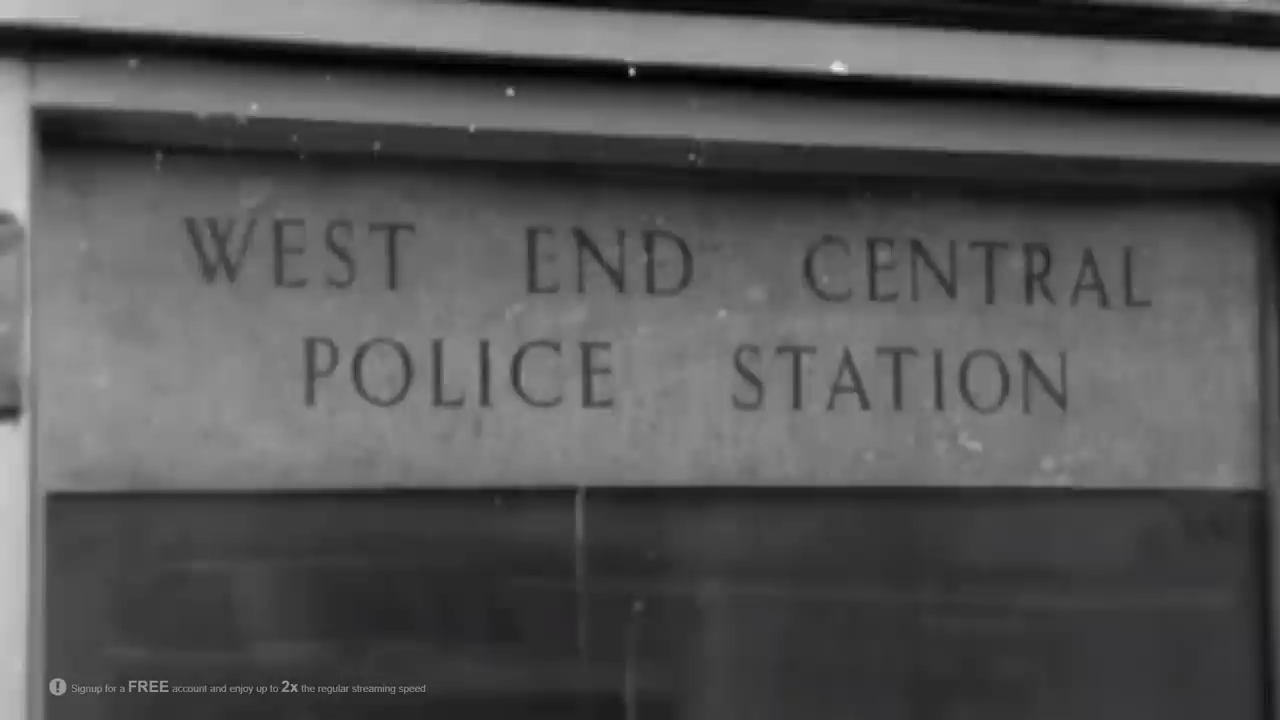 WEST END CENTRAL
POLICE STATION
Signup for a FREE account and enjoy up to 2x the regular streaming speed